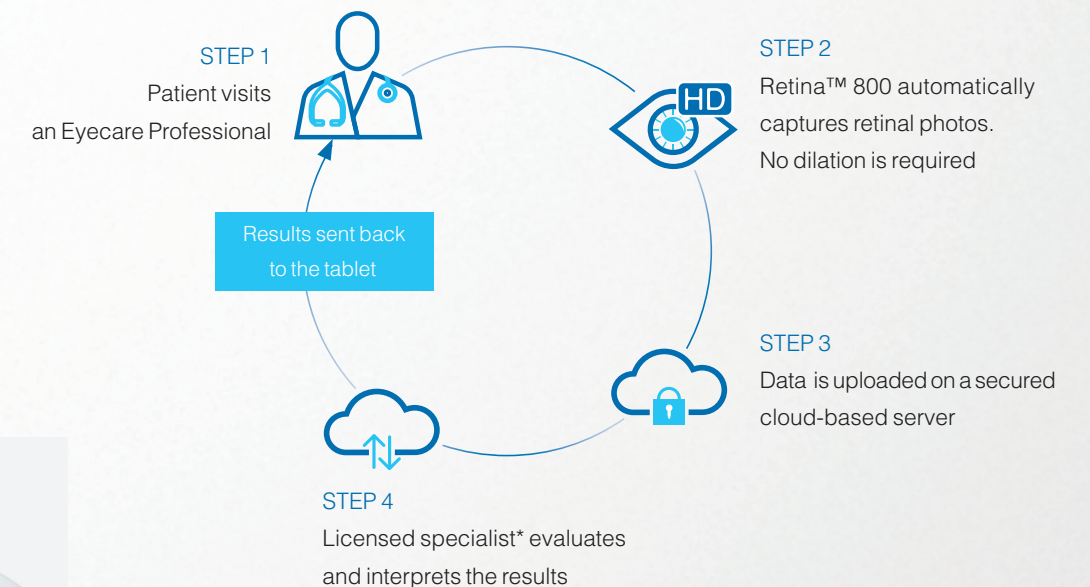 STEP 1
Patient visits
an Eyecare Professional
HD
STEP 2
Retina™ 800 automatically
captures retinal photos.
No dilation is required
STEP 3
Data is uploaded on a secured
cloud-based server
STEP 4
Licensed specialist* evaluates
and interprets the results
Results sent back
to the tablet